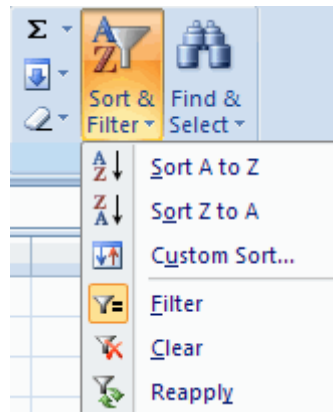 Σ
Sort & Filter
Find & Select
Sort A to Z
Sort Z to A
Custom Sort...
Filter
Clear
Reapply